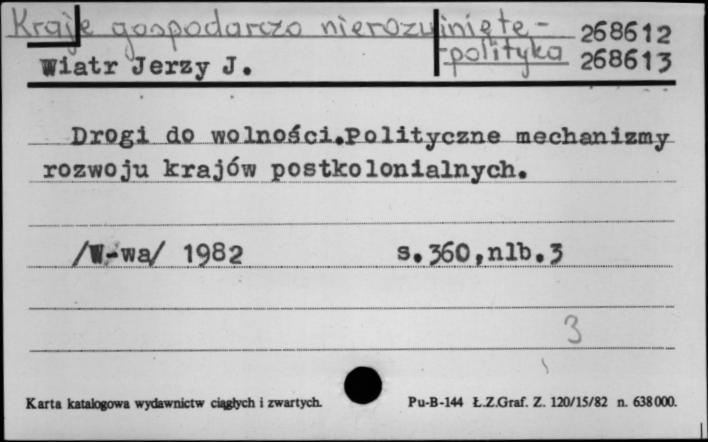 Kraje gospodarczo nierozwinięte - 268612
polityka 268613
Wiatr Jerzy J.
Drogi do wolności.Polityczne mechanizmy
rozwoju krajów postkolonialnych.
/W-wa/ 1982 s.360,nlb.3
3
Karta katalogowa wydawnictw ciągłych i zwartych. Pu-B-144 Ł.Z.Graf. Z. 120/15/82 n. 638000.